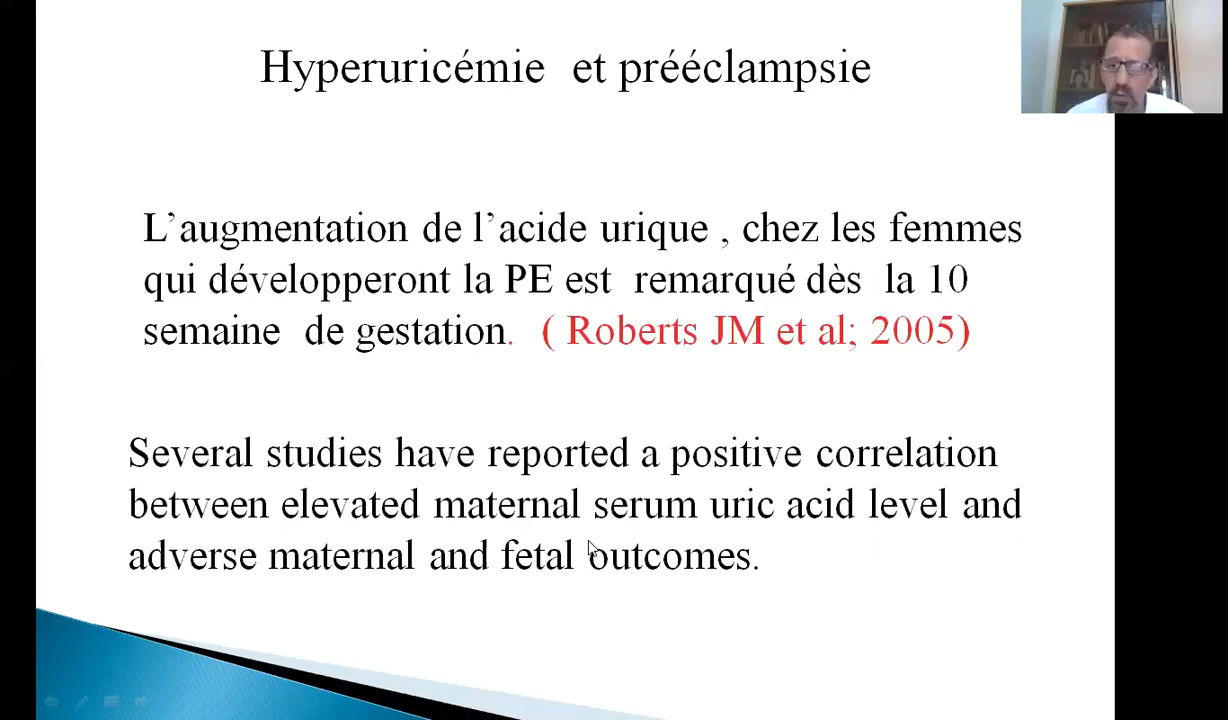 Hyperuricémie et prééclampsie
L’augmentation de l’acide urique , chez les femmes
qui développeront la PE est remarqué dès la 10
semaine de gestation. ( Roberts JM et al; 2005)
Several studies have reported a positive correlation
between elevated maternal serum uric acid level and
adverse maternal and fetal outcomes.